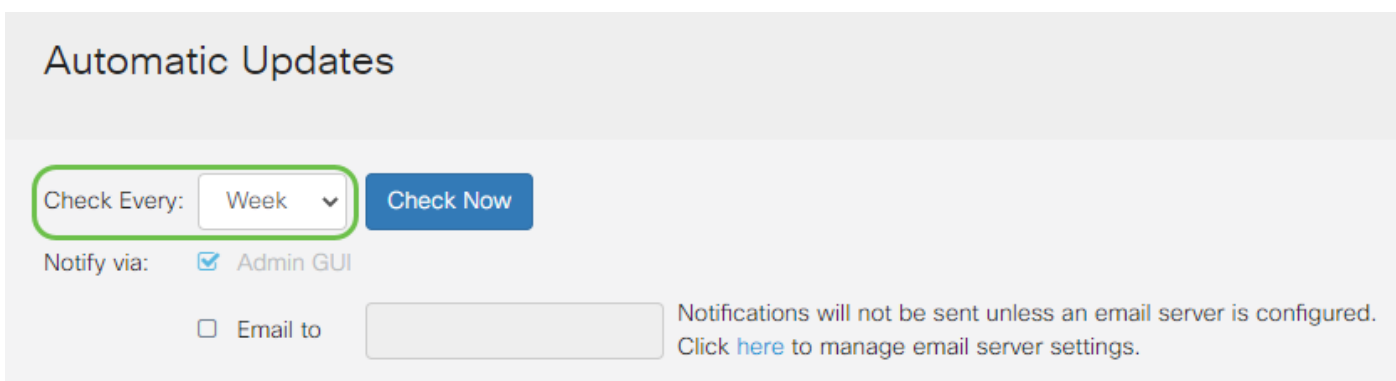 Automatic Updates
Check Every: Week Check Now
Notify via: Admin GUI
Email to Notifications will not be sent unless an email server is configured.
Click here to manage email server settings.